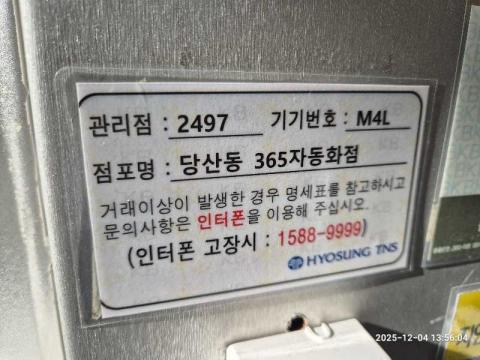 관리점 : 2497 기기번호 : M4L
점포명 : 당산동 365자동화점
거래이상이 발생한 경우 명세표를 참고하시고
문의사항은 인터폰을 이용해 주십시오.
(인터폰 고장시 : 1588-9999)
HYOSUNG TNS
2025-12-04 13:56:04